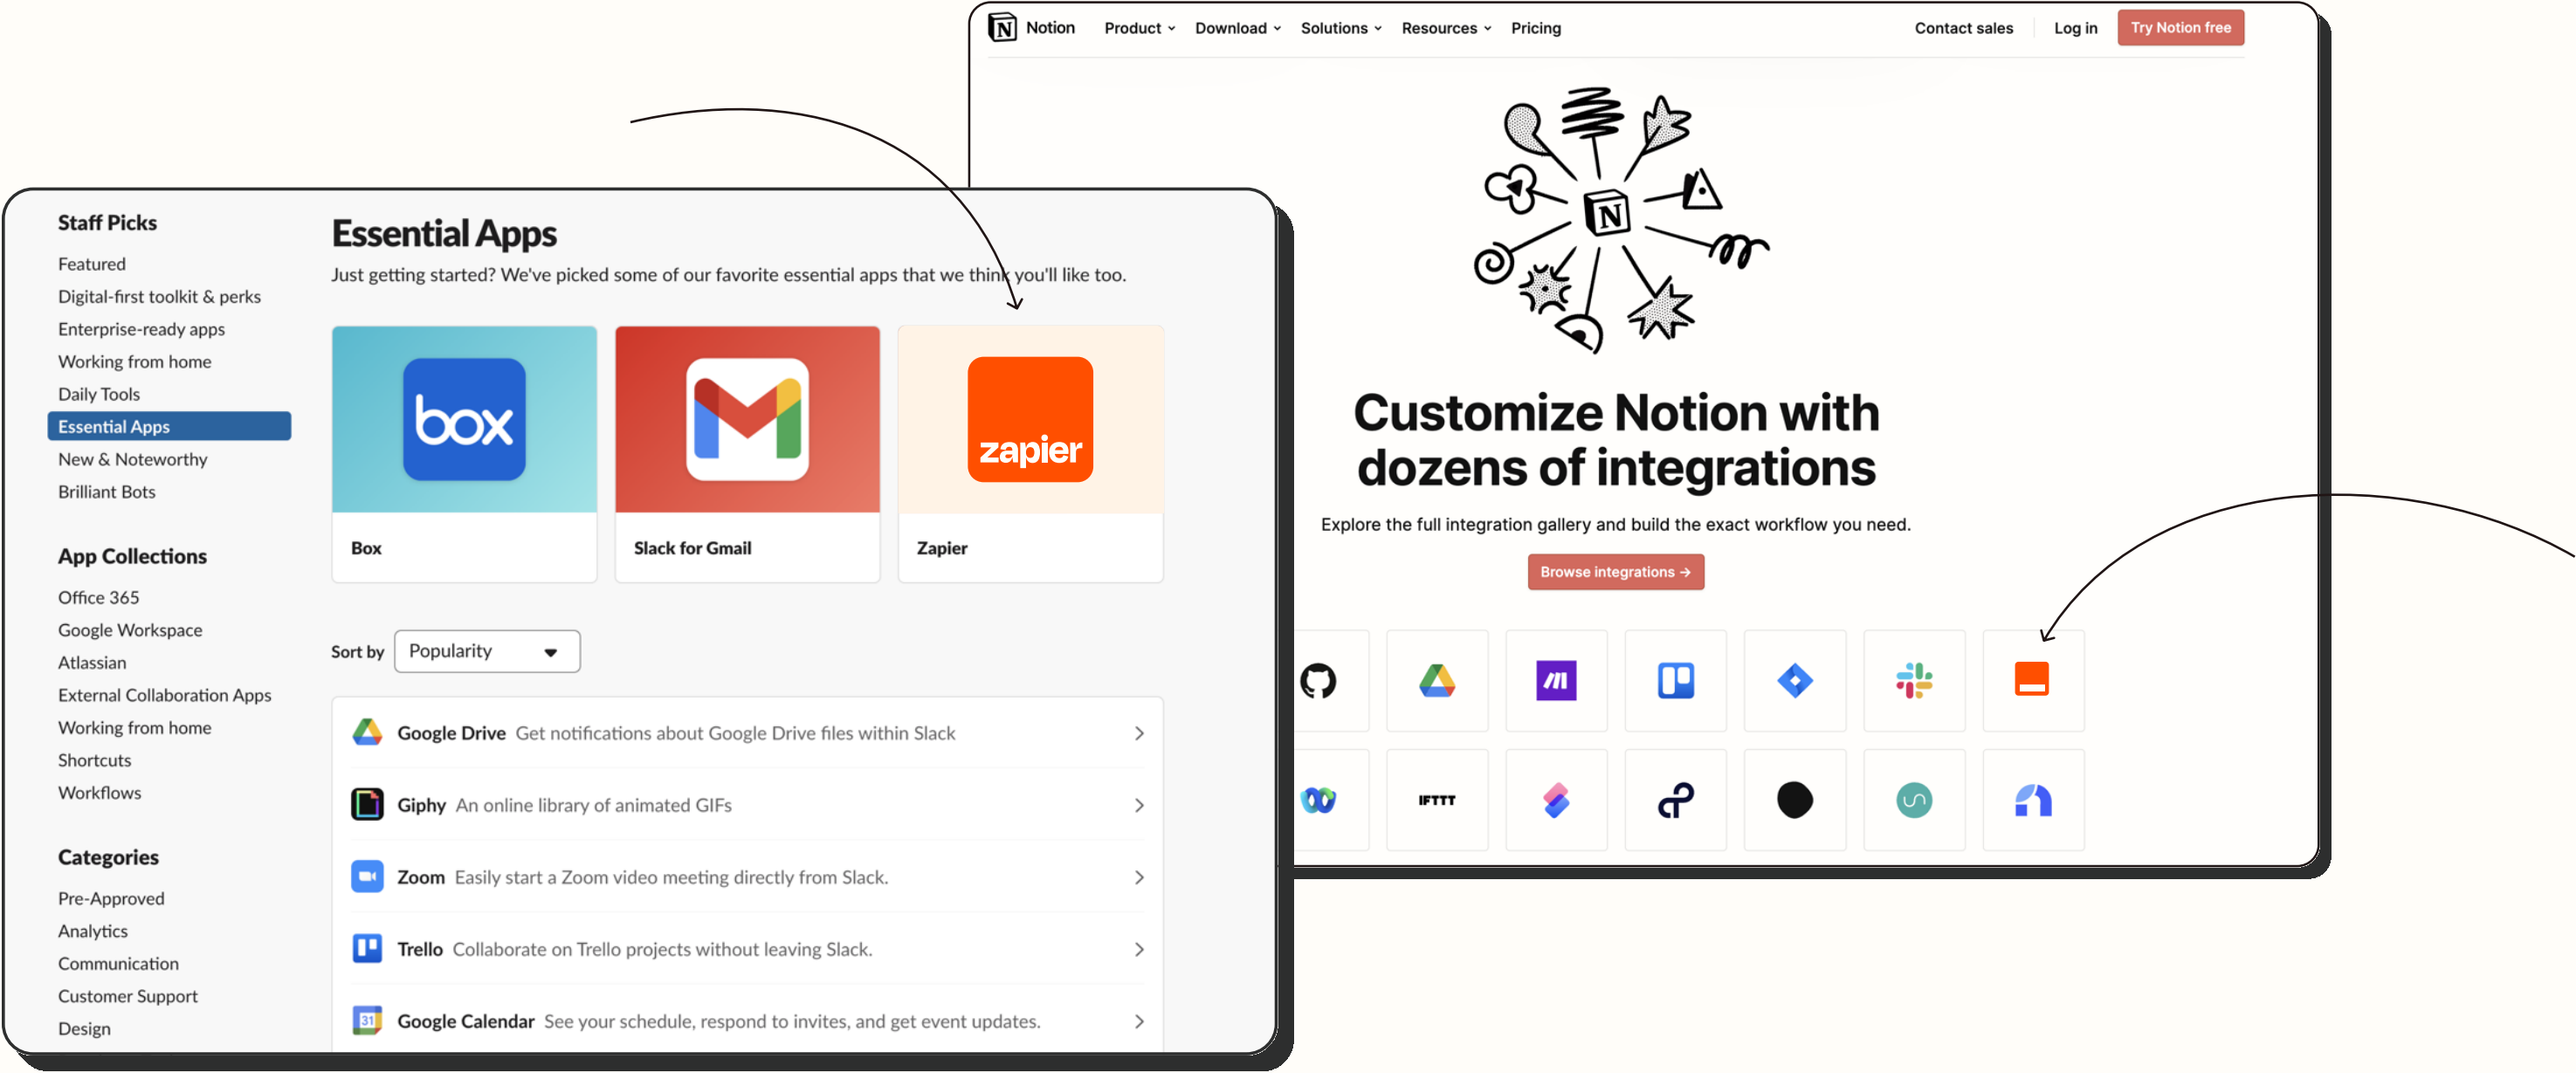 Notion
Product
Download
Solutions
Resources
Pricing
Contact sales
Log in
Try Notion free
N
Customize Notion with
dozens of integrations
Explore the full integration gallery and build the exact workflow you need.
Browse integrations →
IFTTT
Staff Picks
Featured
Digital-first toolkit & perks
Enterprise-ready apps
Working from home
Daily Tools
Essential Apps
New & Noteworthy
Brilliant Bots
App Collections
Office 365
Google Workspace
Atlassian
External Collaboration Apps
Working from home
Shortcuts
Workflows
Categories
Pre-Approved
Analytics
Communication
Customer Support
Design
Essential Apps
Just getting started? We've picked some of our favorite essential apps that we think you'll like too.
box
zapier
Box
Slack for Gmail
Zapier
Sort by
Popularity
Google Drive Get notifications about Google Drive files within Slack
Giphy An online library of animated GIFs
Zoom Easily start a Zoom video meeting directly from Slack.
Trello Collaborate on Trello projects without leaving Slack.
31
Google Calendar See your schedule, respond to invites, and get event updates.